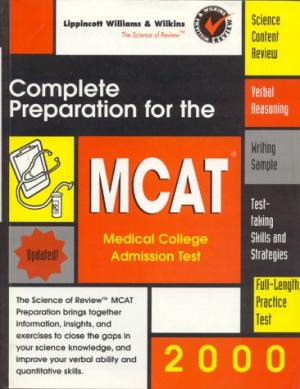 Lippincott Williams & Wilkins
The Science of Review™
WILLIAMS & WILKINS
REVIEW
Complete
Preparation for the
MCAT®
Medical College
Admission Test
Updated!
The Science of Review™ MCAT
Preparation brings together
information, insights, and
exercises to close the gaps in
your science knowledge, and
improve your verbal ability and
quantitative skills.
Science
Content
Review
Verbal
Reasoning
Writing
Sample
Test-
taking
Skills and
Strategies
Full-Length
Practice
Test
2000